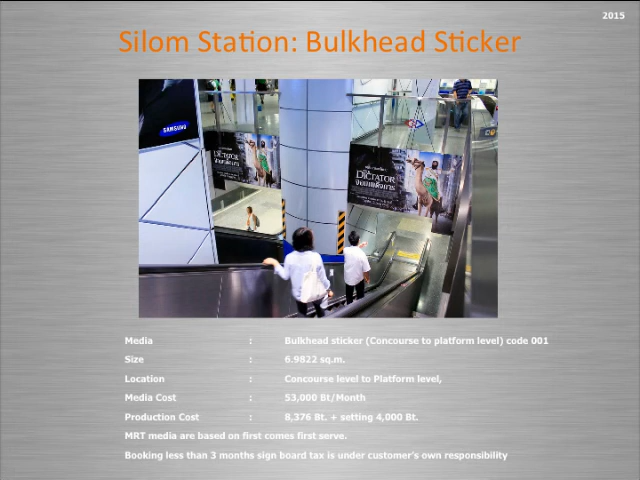 2015
Silom Station: Bulkhead Sticker
SAMSUNG
THE
DICTATOR
DICTATOR
Media : Bulkhead sticker (Concourse to platform level) code 001
Size : 6.9822 sq.m.
Location : Concourse level to Platform level,
Media Cost : 53,000 Bt/Month
Production Cost : 8,376 Bt. + setting 4,000 Bt.
MRT media are based on first comes first serve.
Booking less than 3 months sign board tax is under customer's own responsibility